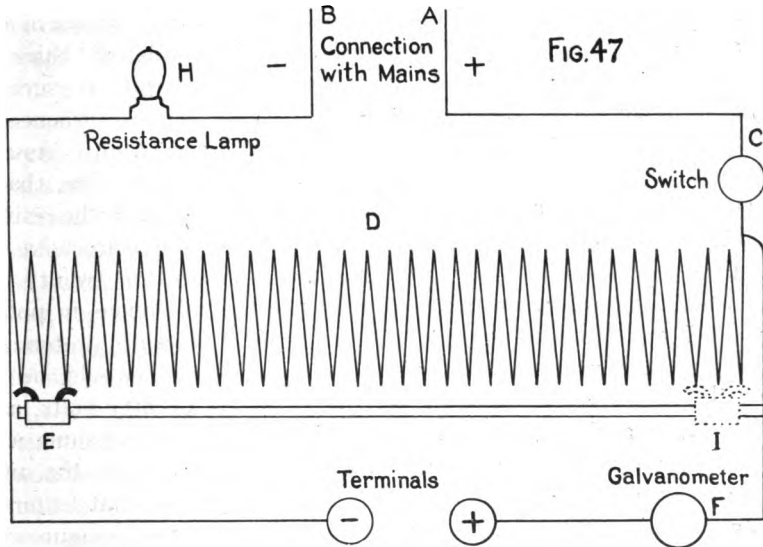 B A
FIG.47
H - Connection with Mains +
Resistance Lamp
C
Switch
D
E
I
Terminals
Galvanometer
F
- +